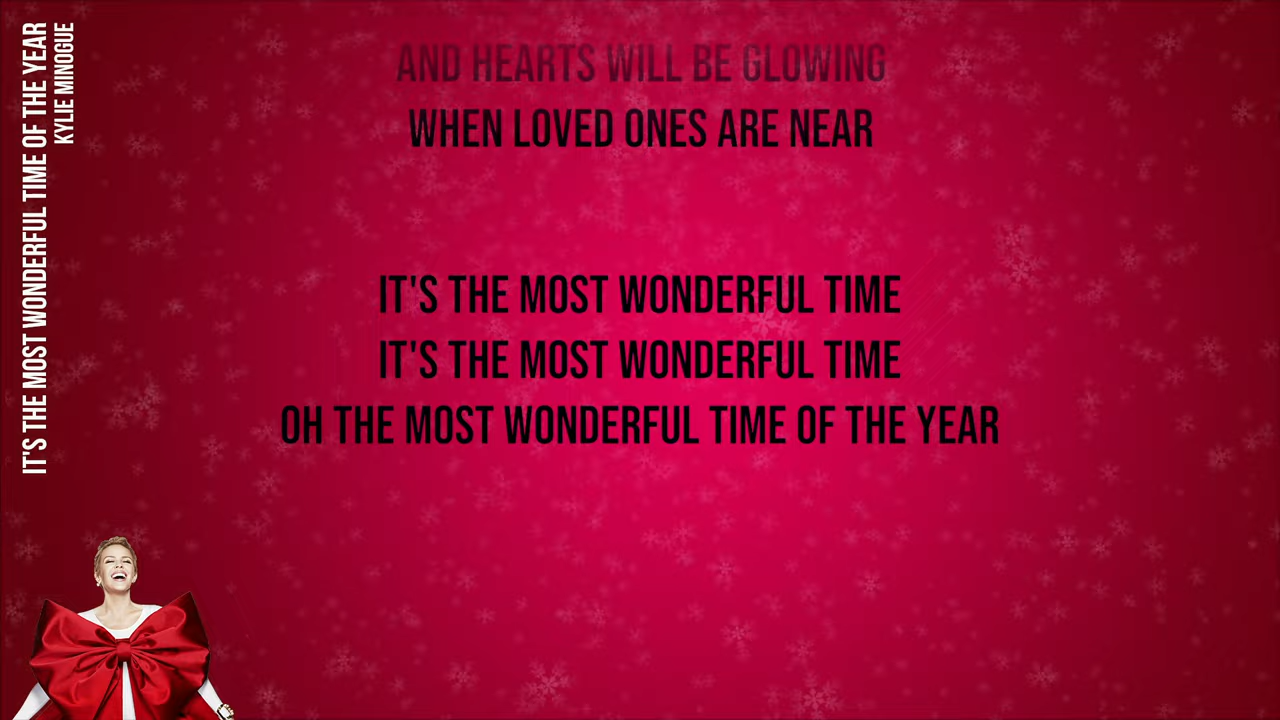 IT'S THE MOST WONDERFUL TIME OF THE YEAR
KYLIE MINOGUE
AND HEARTS WILL BE GLOWING
WHEN LOVED ONES ARE NEAR
IT'S THE MOST WONDERFUL TIME
IT'S THE MOST WONDERFUL TIME
OH THE MOST WONDERFUL TIME OF THE YEAR